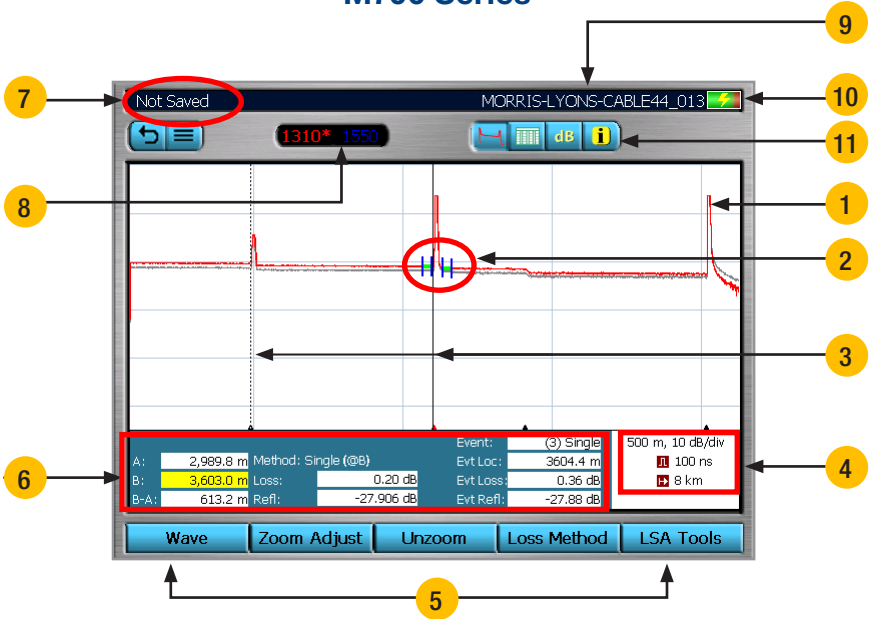 M700 Series
9
7
Not Saved
MORRIS-LYONS-CABLE44_013
10
1310* 1550
dB
i
11
8
1
2
3
Event: (3) Single
500 m, 10 dB/div
A: 2,989.8 m Method: Single (@B)
Evt Loc: 3604.4 m
100 ns
B: 3,603.0 m Loss: 0.20 dB
Evt Loss: 0.36 dB
8 km
B-A: 613.2 m Refl: -27.906 dB
Evt Refl: -27.88 dB
6
4
Wave
Zoom Adjust
Unzoom
Loss Method
LSA Tools
5